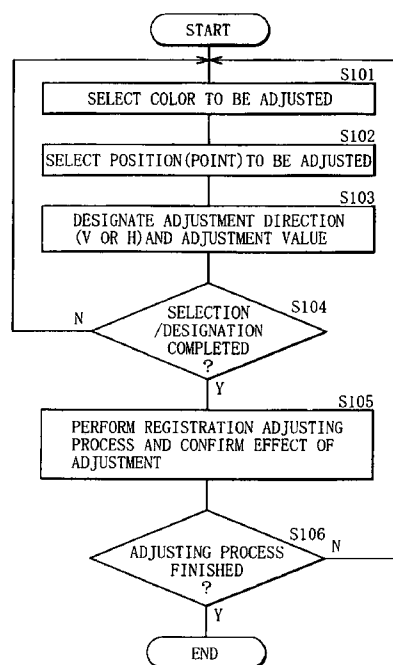 START
S101
SELECT COLOR TO BE ADJUSTED
S102
SELECT POSITION(POINT)TO BE ADJUSTED
S103
DESIGNATE ADJUSTMENT DIRECTION
(V OR H)AND ADJUSTMENT VALUE
S104
N
SELECTION
/DESIGNATION
COMPLETED
?
Y
S105
PERFORM REGISTRATION ADJUSTING
PROCESS AND CONFIRM EFFECT OF
ADJUSTMENT
S106
N
ADJUSTING PROCESS
FINISHED
?
Y
END